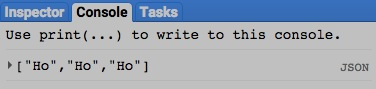 Inspector Console Tasks
Use print(...) to write to this console.
["Ho","Ho","Ho"] JSON